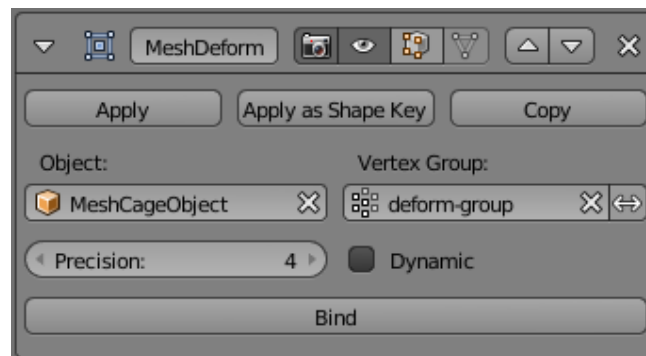 MeshDeform
Apply Apply as Shape Key Copy
Object: Vertex Group:
MeshCageObject deform-group
Precision: 4 Dynamic
Bind